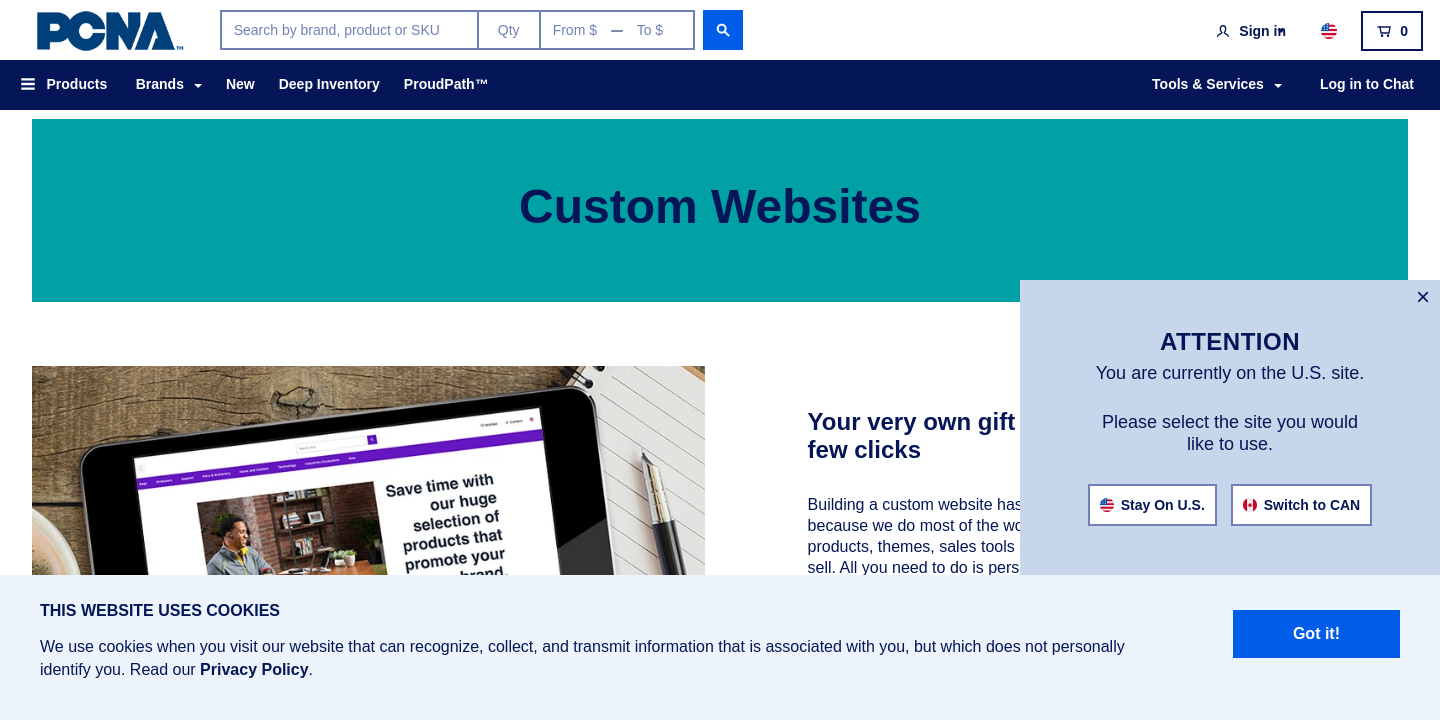 PCNA™
Search by brand, product or SKU
Qty
From $ — To $
Sign in
0
Products
Brands
New
Deep Inventory
ProudPath™
Tools & Services
Log in to Chat
Custom Websites
×
ATTENTION
You are currently on the U.S. site.
Please select the site you would
like to use.
Stay On U.S.
Switch to CAN
Save time with
our huge
selection of
products that
promote your
brand.
Your very own gift
few clicks
Building a custom website has
because we do most of the
products, themes, sales tools
sell. All you need to do is
THIS WEBSITE USES COOKIES
We use cookies when you visit our website that can recognize, collect, and transmit information that is associated with you, but which does not personally
identify you. Read our Privacy Policy.
Got it!